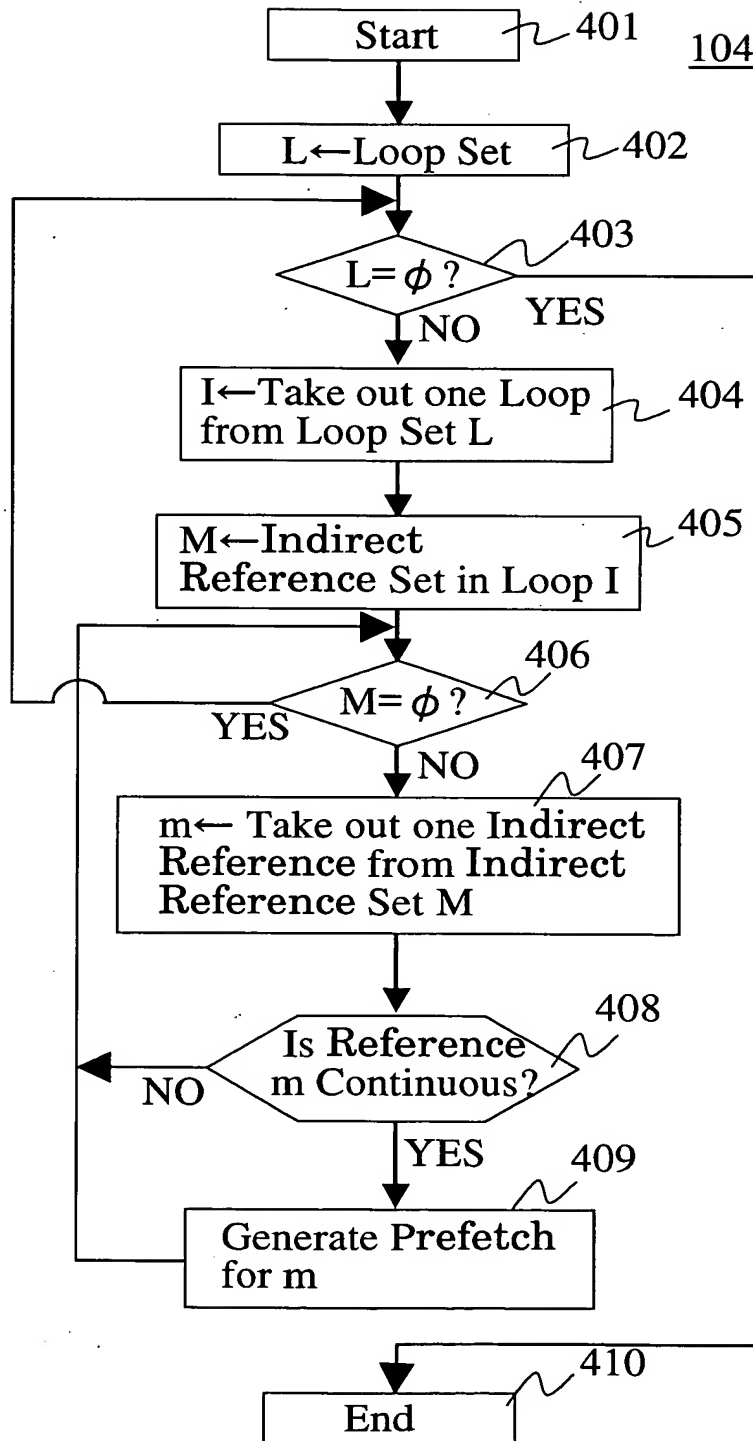 Start
401
104
L←Loop Set
402
403
L=ϕ?
YES
NO
I←Take out one Loop
from Loop Set L
404
405
M←Indirect
Reference Set in Loop I
406
M=ϕ?
YES
NO
407
m← Take out one Indirect
Reference from Indirect
Reference Set M
408
Is Reference
m Continuous?
NO
YES
409
Generate Prefetch
for m
410
End